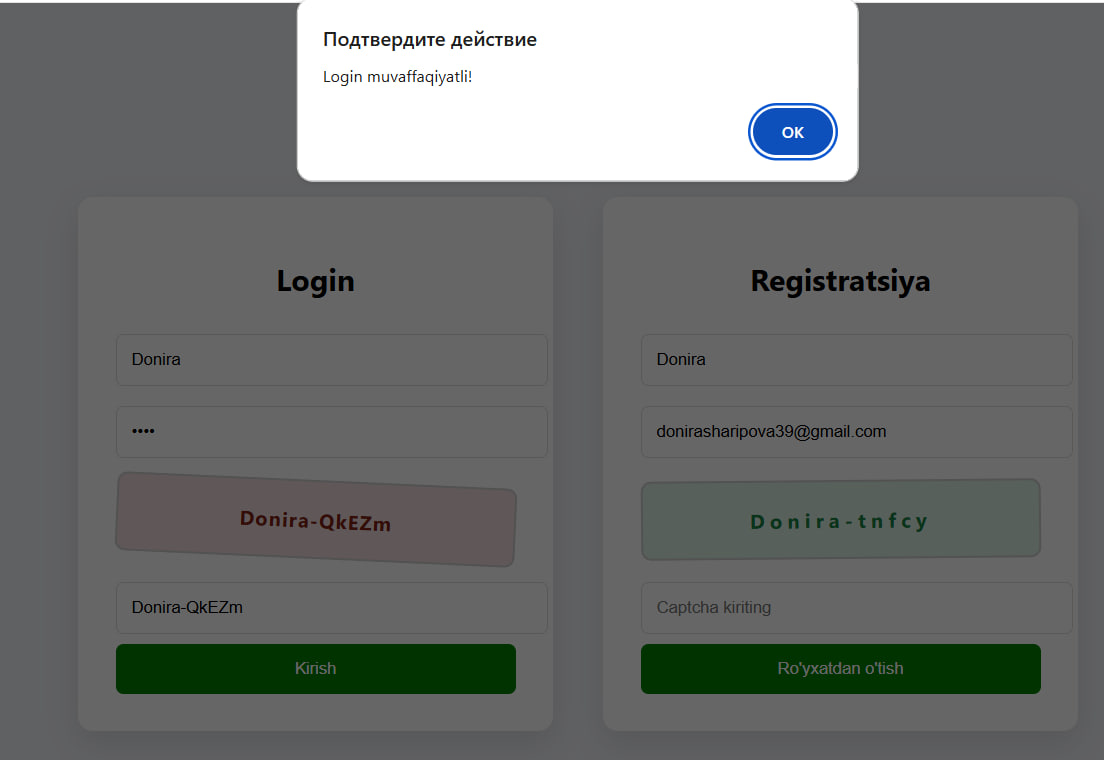 Подтвердите действие
Login muvaffaqiyatli!
OK
Login
Donira
••••
Donira-QkEZm
Donira-QkEZm
Kirish
Registratsiya
Donira
donirasharipova39@gmail.com
Donira-tnfcy
Captcha kiriting
Ro'yxatdan o'tish